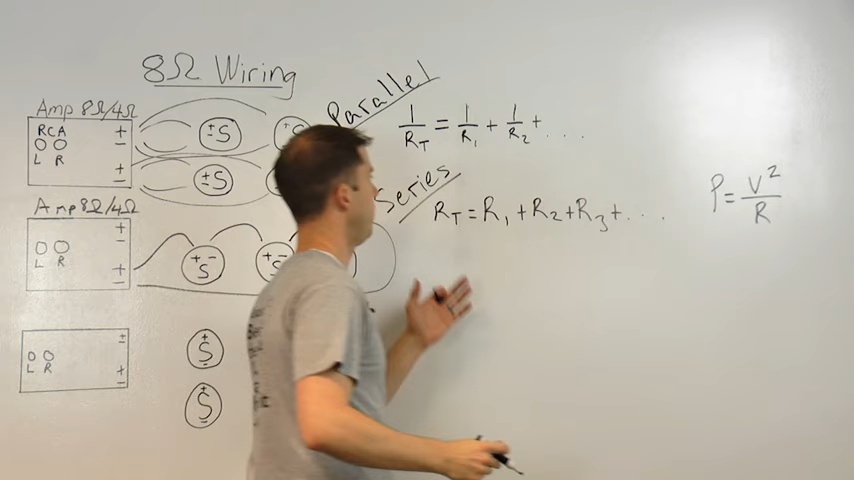 8Ω Wiring
Amp 8Ω/4Ω
RCA
L R
+
-
+
-
±S
±S
Amp 8Ω/4Ω
L R
+
-
+
-
+ -
S
+
S
L R
±
+
-
+
S
-
+
S
-
Parallel
1/R_T = 1/R_1 + 1/R_2 + ....
Series
R_T = R_1 + R_2 + R_3 + ....
P = V²/R